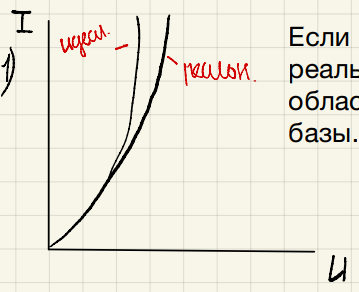 I
1)
идеал.
реальн.
U
Если
реаль
облас
базы.